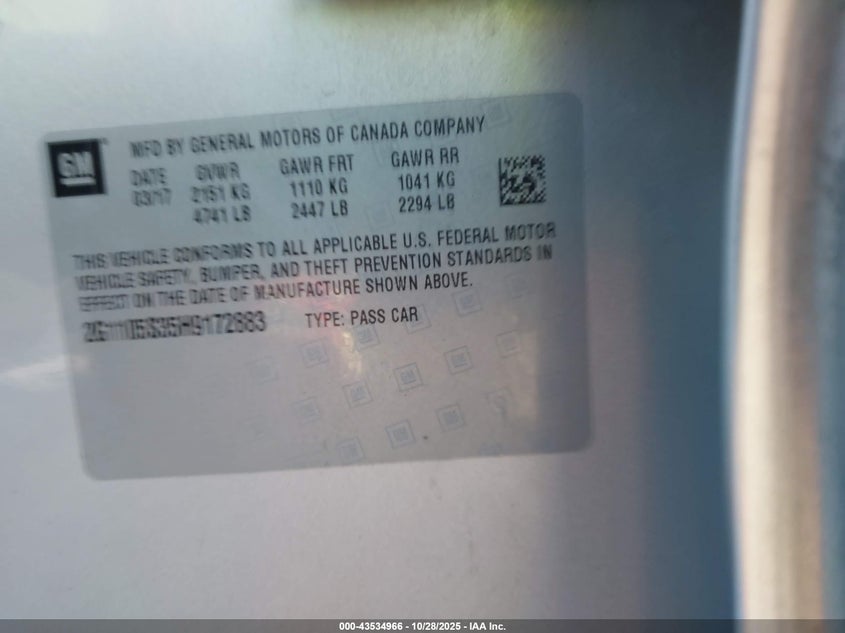 GM
MFD BY GENERAL MOTORS OF CANADA COMPANY
DATE GVWR GAWR FRT GAWR RR
03/17 2151 KG 1110 KG 1041 KG
4741 LB 2447 LB 2294 LB
THIS VEHICLE CONFORMS TO ALL APPLICABLE U.S. FEDERAL MOTOR
VEHICLE SAFETY, BUMPER, AND THEFT PREVENTION STANDARDS IN
EFFECT ON THE DATE OF MANUFACTURE SHOWN ABOVE.
2G11X5S35H9172883 TYPE: PASS CAR
000-43534966 - 10/28/2025 - IAA Inc.